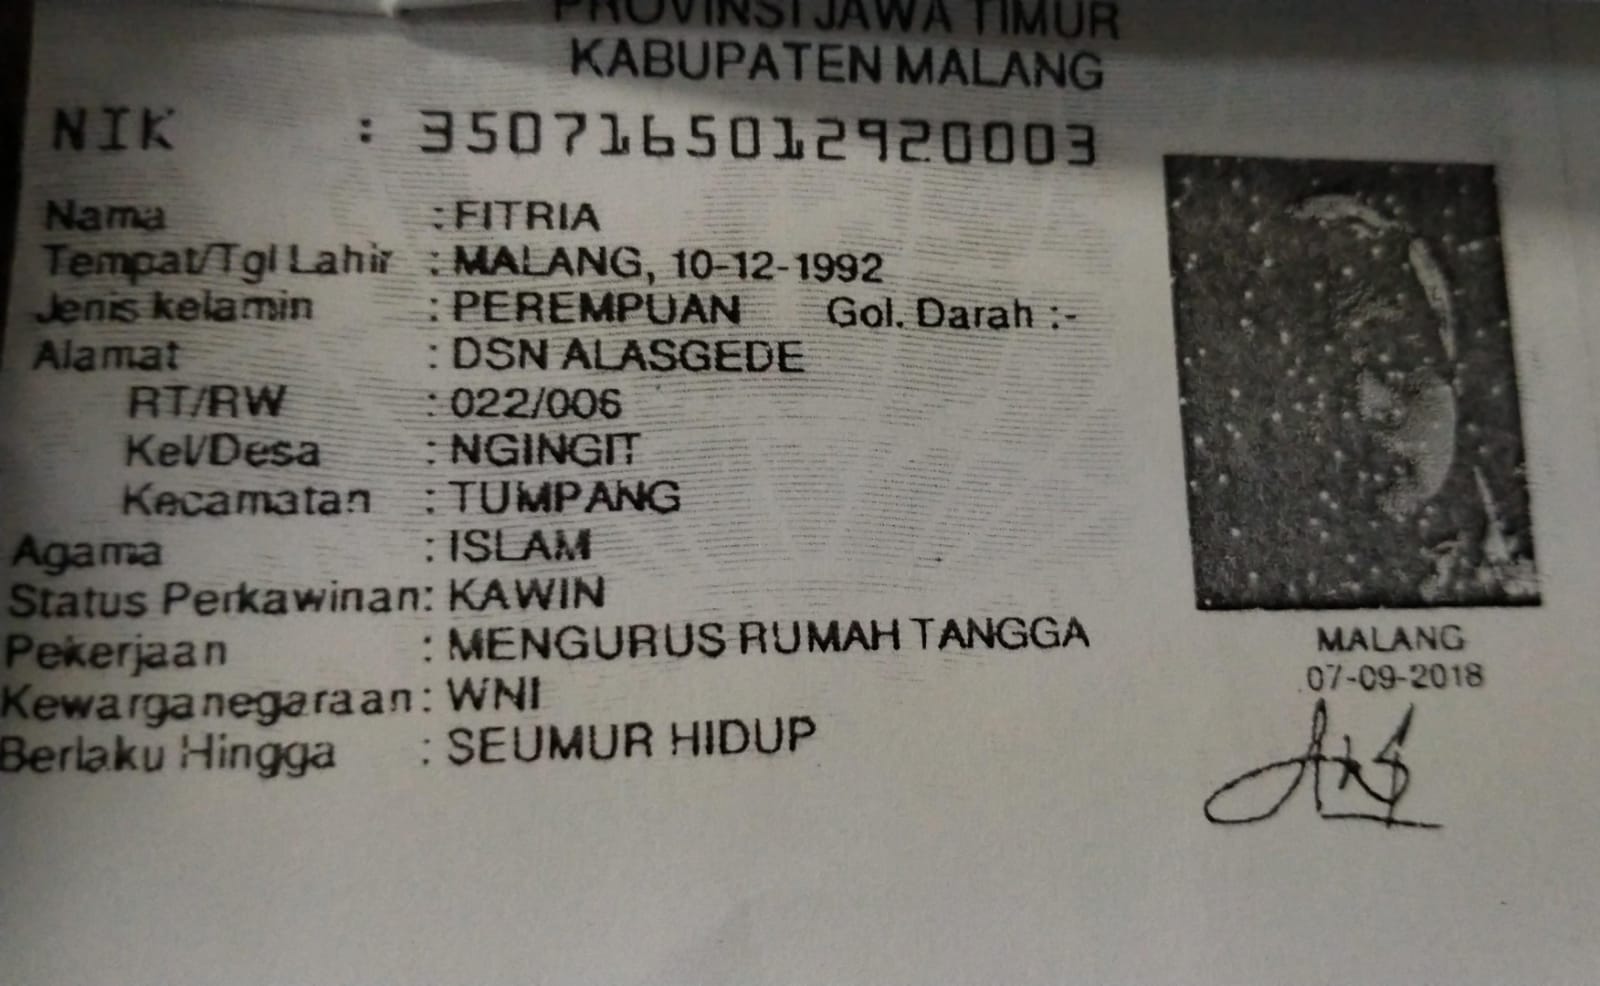 PROVINSI JAWA TIMUR
KABUPATEN MALANG
NIK : 3507165012920003
Nama : FITRIA
Tempat/Tgl Lahir : MALANG, 10-12-1992
Jenis kelamin : PEREMPUAN Gol. Darah :-
Alamat : DSN ALASGEDE
RT/RW : 022/006
Kel/Desa : NGINGIT
Kecamatan : TUMPANG
Agama : ISLAM
Status Perkawinan: KAWIN
Pekerjaan : MENGURUS RUMAH TANGGA
Kewarganegaraan: WNI
Berlaku Hingga : SEUMUR HIDUP
MALANG
07-09-2018